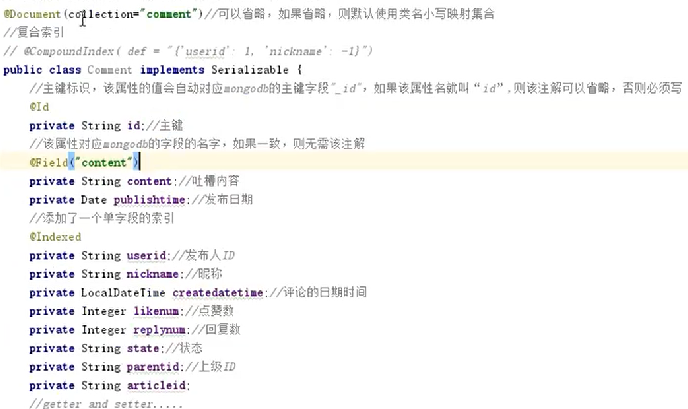 @Document(collection="comment")//可以省略，如果省略，则默认使用类名小写映射集合
//复合索引
// @CompoundIndex( def = "{'userid': 1, 'nickname': -1}")
public class Comment implements Serializable {
//主键标识，该属性的值会自动对应mongodb的主键字段"_id"，如果该属性名就叫“id”,则该注解可以省略，否则必须写
@Id
private String id;//主键
//该属性对应mongodb的字段的名字，如果一致，则无需该注解
@Field("content")
private String content;//吐槽内容
private Date publishtime;//发布日期
//添加了一个单字段的索引
@Indexed
private String userid;//发布人ID
private String nickname;//昵称
private LocalDateTime createdatetime;//评论的日期时间
private Integer likenum;//点赞数
private Integer replynum;//回复数
private String state;//状态
private String parentid;//上级ID
private String articleid;
//getter and setter.....